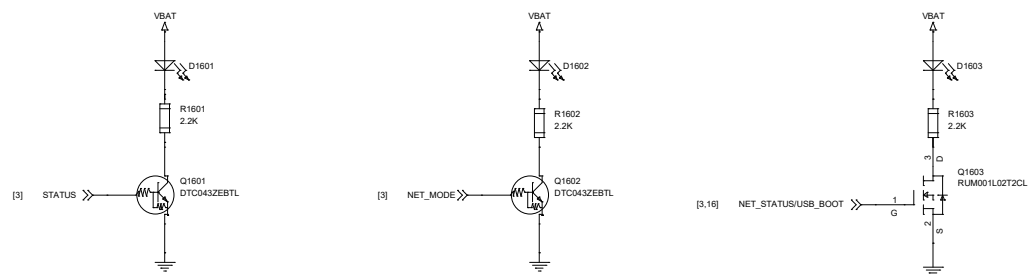 VBAT
D1601
R1601
2.2K
Q1601
DTC043ZEBTL
[3] STATUS
VBAT
D1602
R1602
2.2K
Q1602
DTC043ZEBTL
[3] NET_MODE
VBAT
D1603
R1603
2.2K
3 D
Q1603
RUM001L02T2CL
[3,16] NET_STATUS/USB_BOOT
1
G
2 S